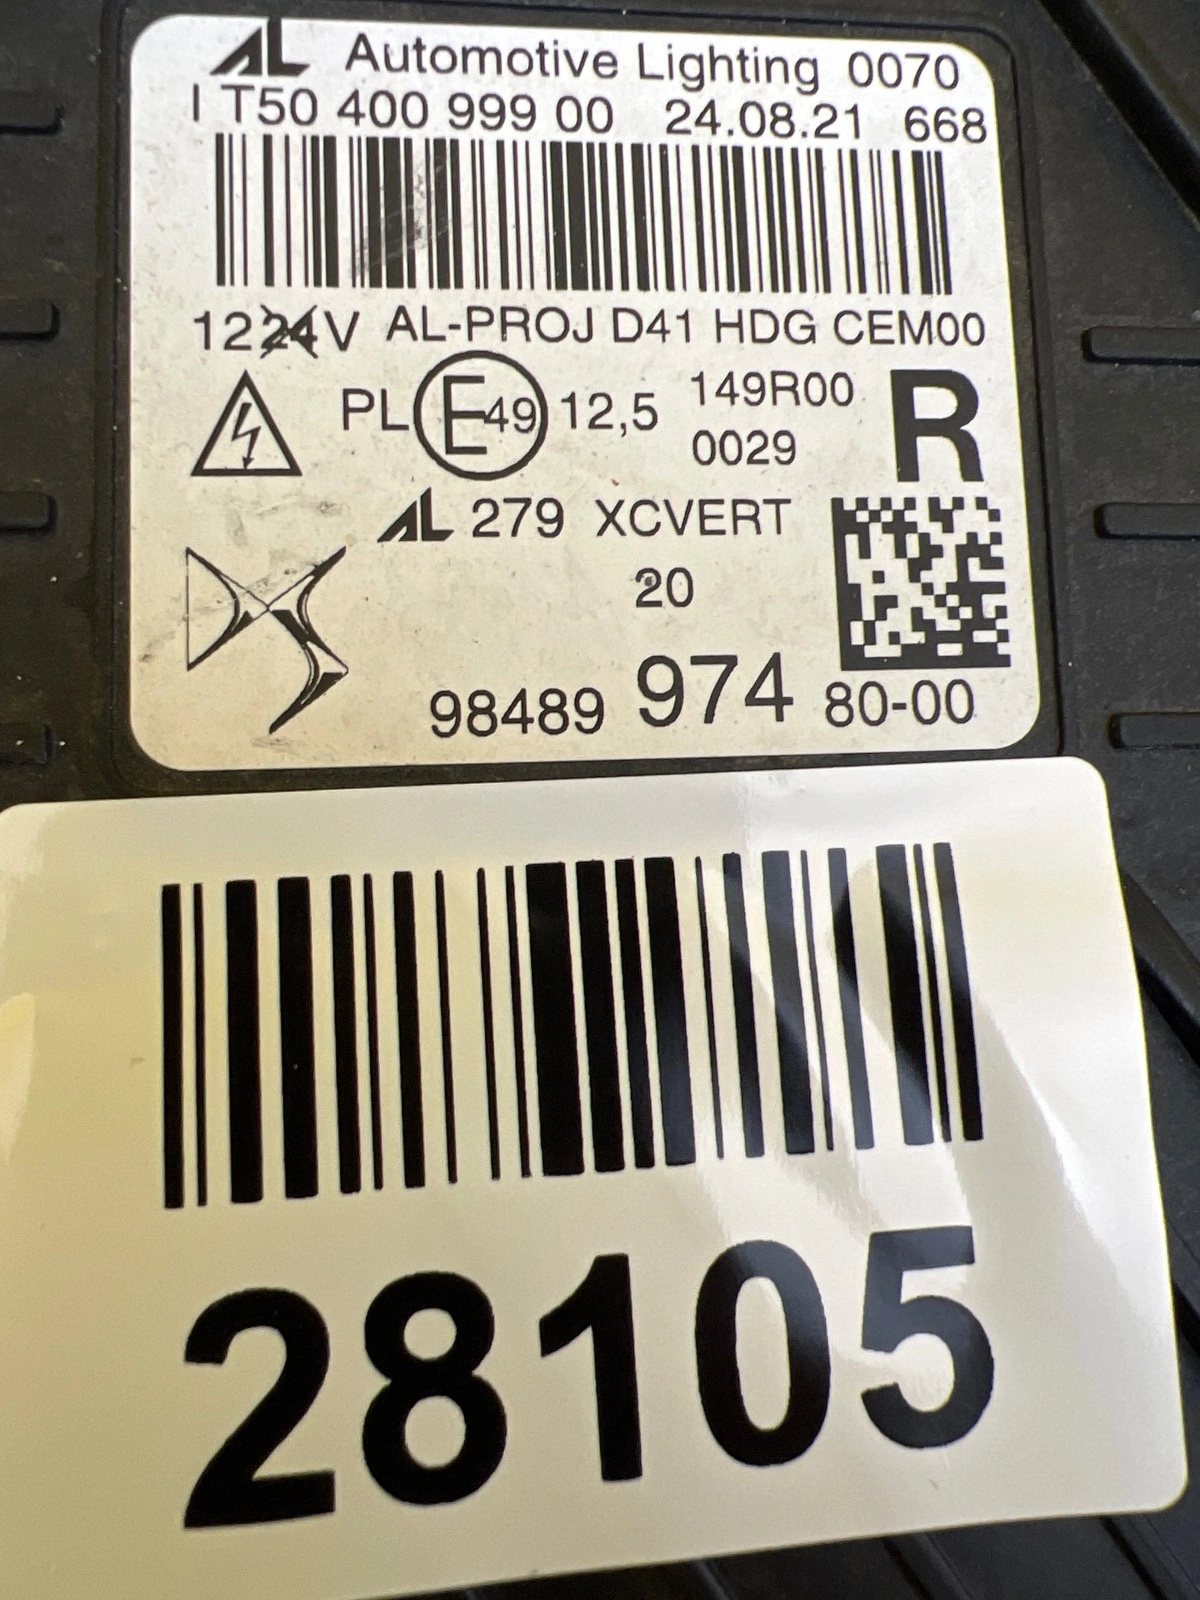 AL Automotive Lighting 0070
I T50 400 999 00 24.08.21 668
1224V AL-PROJ D41 HDG CEM00
PL E49 12,5 149R00 R
0029
AL 279 XCVERT
20
98489 974 80-00
28105